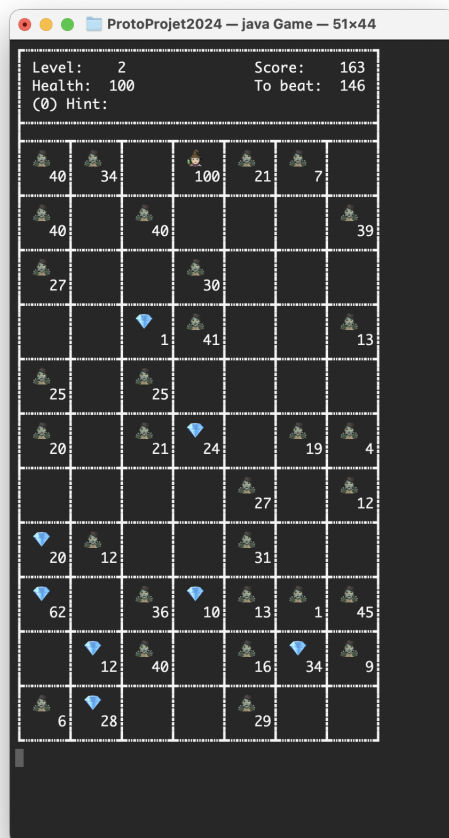 ProtoProjet2024 — java Game — 51×44
Level: 2 Score: 163
Health: 100 To beat: 146
(0) Hint:
40 34 100 21 7
40 40 39
27 30
1 41 13
25 25
20 21 24 19 4
27 12
20 12 31
62 36 10 13 1 45
12 40 16 34 9
6 28 29